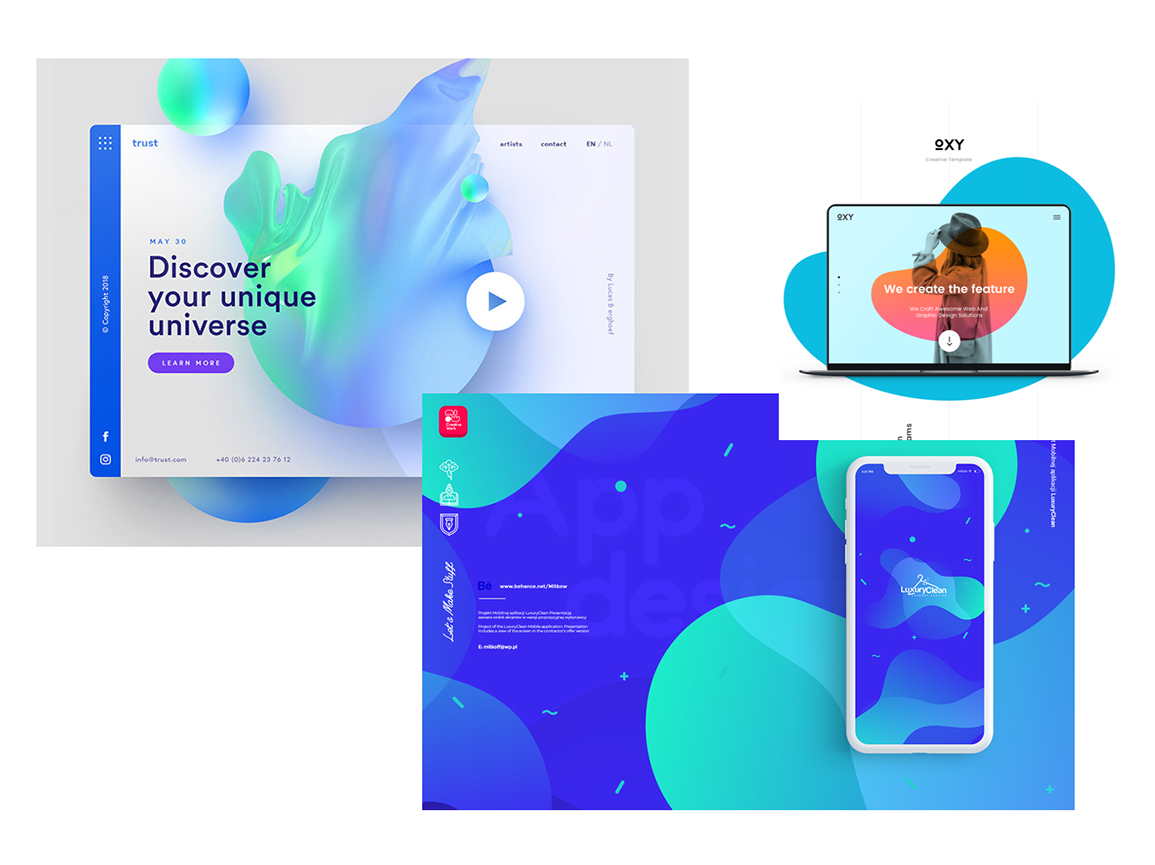 trust
artists
contact
EN / NL
MAY 30
Discover
your unique
universe
LEARN MORE
© Copyright 2018
By Lucas Berghoef
info@trust.com
+40 (0)6 224 23 76 12
OXY
Creative Template
OXY
We create the feature
We Craft Awesome Web And
Graphic Design Solutions
Creative
Work
App
design
Let's Make Stuff
Bē
www.behance.net/Mitkow
Projekt Mobilnej aplikacji LuxuryClean Prezentacja
zawiera widok ekranów w wersji propozycyjnej wykonawcy
Project of the LuxuryClean Mobile application. Presentation
includes a view of the screen in the contractor's offer version
E: mitkoff@wp.pl
Mobilnej aplikacji LuxuryClean
LuxuryClean